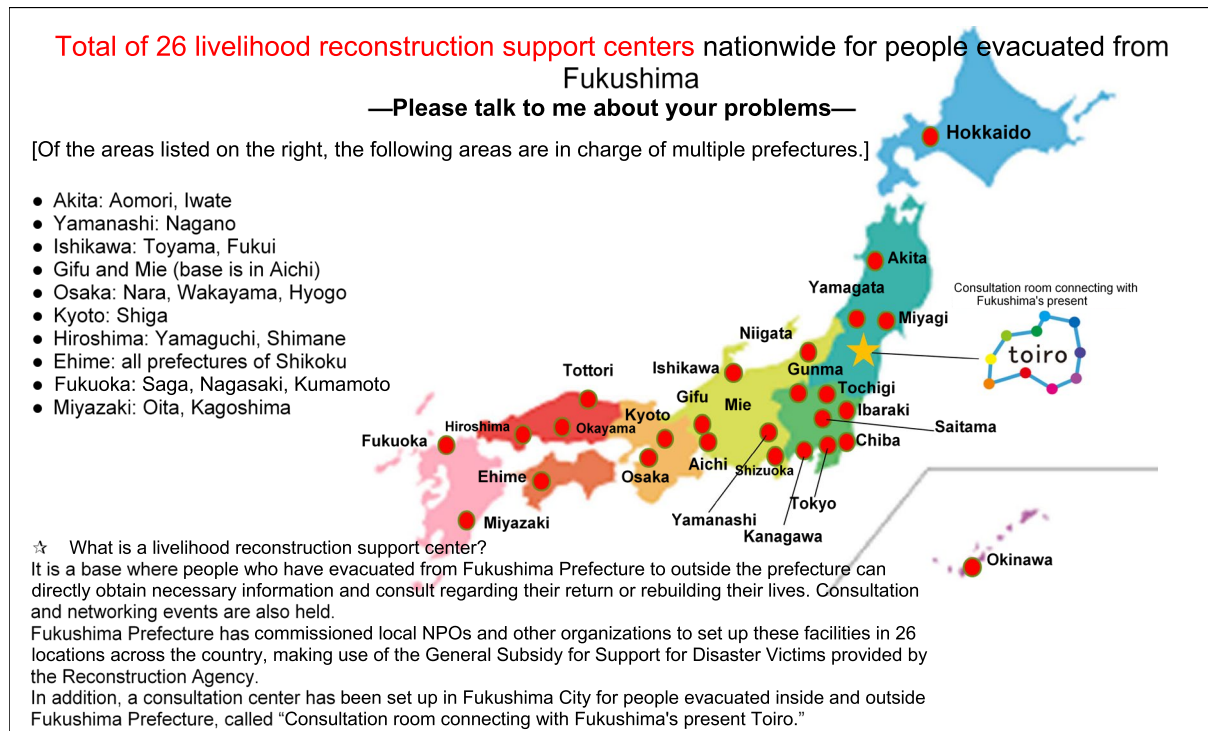 Total of 26 livelihood reconstruction support centers nationwide for people evacuated from
Fukushima
—Please talk to me about your problems—
[Of the areas listed on the right, the following areas are in charge of multiple prefectures.]
● Akita: Aomori, Iwate
● Yamanashi: Nagano
● Ishikawa: Toyama, Fukui
● Gifu and Mie (base is in Aichi)
● Osaka: Nara, Wakayama, Hyogo
● Kyoto: Shiga
● Hiroshima: Yamaguchi, Shimane
● Ehime: all prefectures of Shikoku
● Fukuoka: Saga, Nagasaki, Kumamoto
● Miyazaki: Oita, Kagoshima
Hokkaido
Akita
Yamagata
Miyagi
Consultation room connecting with
Fukushima's present
toiro
Niigata
Gunma
Ishikawa
Tottori
Tochigi
Gifu
Mie
Ibaraki
Kyoto
Saitama
Hiroshima
Okayama
Fukuoka
Chiba
Aichi
Shizuoka
Ehime
Osaka
Tokyo
Miyazaki
Yamanashi
Kanagawa
Okinawa
☆ What is a livelihood reconstruction support center?
It is a base where people who have evacuated from Fukushima Prefecture to outside the prefecture can
directly obtain necessary information and consult regarding their return or rebuilding their lives. Consultation
and networking events are also held.
Fukushima Prefecture has commissioned local NPOs and other organizations to set up these facilities in 26
locations across the country, making use of the General Subsidy for Support for Disaster Victims provided by
the Reconstruction Agency.
In addition, a consultation center has been set up in Fukushima City for people evacuated inside and outside
Fukushima Prefecture, called “Consultation room connecting with Fukushima's present Toiro.”